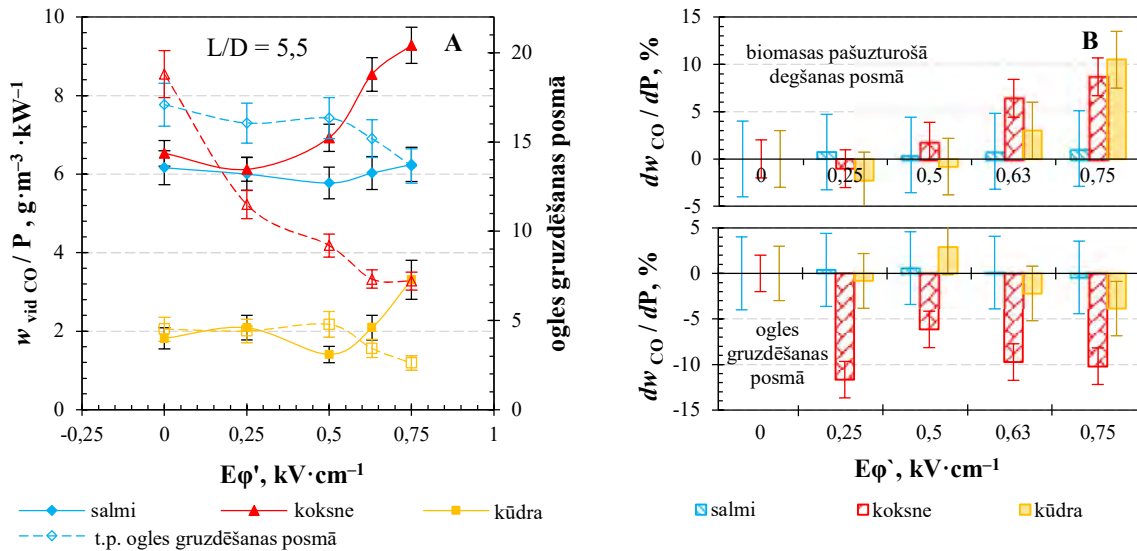 A
L/D = 5,5
w vid CO / P , g·m⁻³ ·kW⁻¹
10
8
6
4
2
0
20
15
10
5
0
ogles gruzdēšanas posmā
-0,25
0
0,25
0,5
0,75
1
Eφ', kV·cm⁻¹
salmi
koksne
kūdra
t.p. ogles gruzdēšanas posmā
B
biomasas pašuzturošā
degšanas posmā
dw CO / dP, %
15
10
5
0
-5
0
0,25
0,5
0,63
0,75
dw CO / dP, %
5
0
-5
-10
-15
ogles
gruzdēšanas
posmā
0
0,25
0,5
0,63
0,75
Eφ`, kV·cm⁻¹
salmi
koksne
kūdra